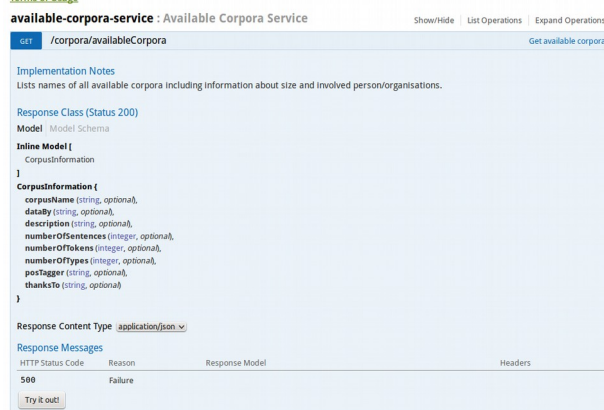 Terms of Usage
available-corpora-service : Available Corpora Service
Show/Hide List Operations Expand Operations
GET /corpora/availableCorpora Get available corpora
Implementation Notes
Lists names of all available corpora including information about size and involved person/organisations.
Response Class (Status 200)
Model Model Schema
Inline Model [
CorpusInformation
]
CorpusInformation {
corpusName (string, optional),
dataBy (string, optional),
description (string, optional),
numberOfSentences (integer, optional),
numberOfTokens (integer, optional),
numberOfTypes (integer, optional),
posTagger (string, optional),
thanksTo (string, optional)
}
Response Content Type application/json
Response Messages
HTTP Status Code Reason Response Model Headers
500 Failure
Try it out!